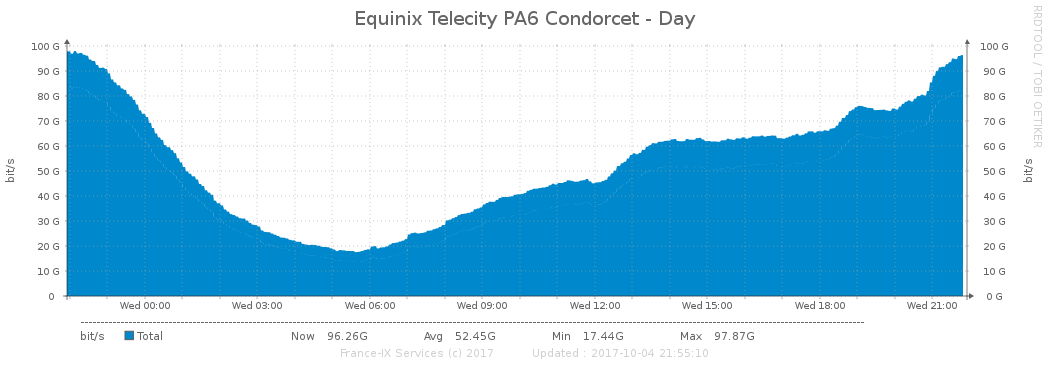 Equinix Telecity PA6 Condorcet - Day
RRDTOOL / TOBI OETIKER
bit/s
100 G 100 G
90 G 90 G
80 G 80 G
70 G 70 G
60 G 60 G
50 G 50 G
40 G 40 G
30 G 30 G
20 G 20 G
10 G 10 G
0 0 G
bit/s
Wed 00:00 Wed 03:00 Wed 06:00 Wed 09:00 Wed 12:00 Wed 15:00 Wed 18:00 Wed 21:00
bit/s Total Now 96.26G Avg 52.45G Min 17.44G Max 97.87G
France-IX Services (c) 2017 Updated : 2017-10-04 21:55:10